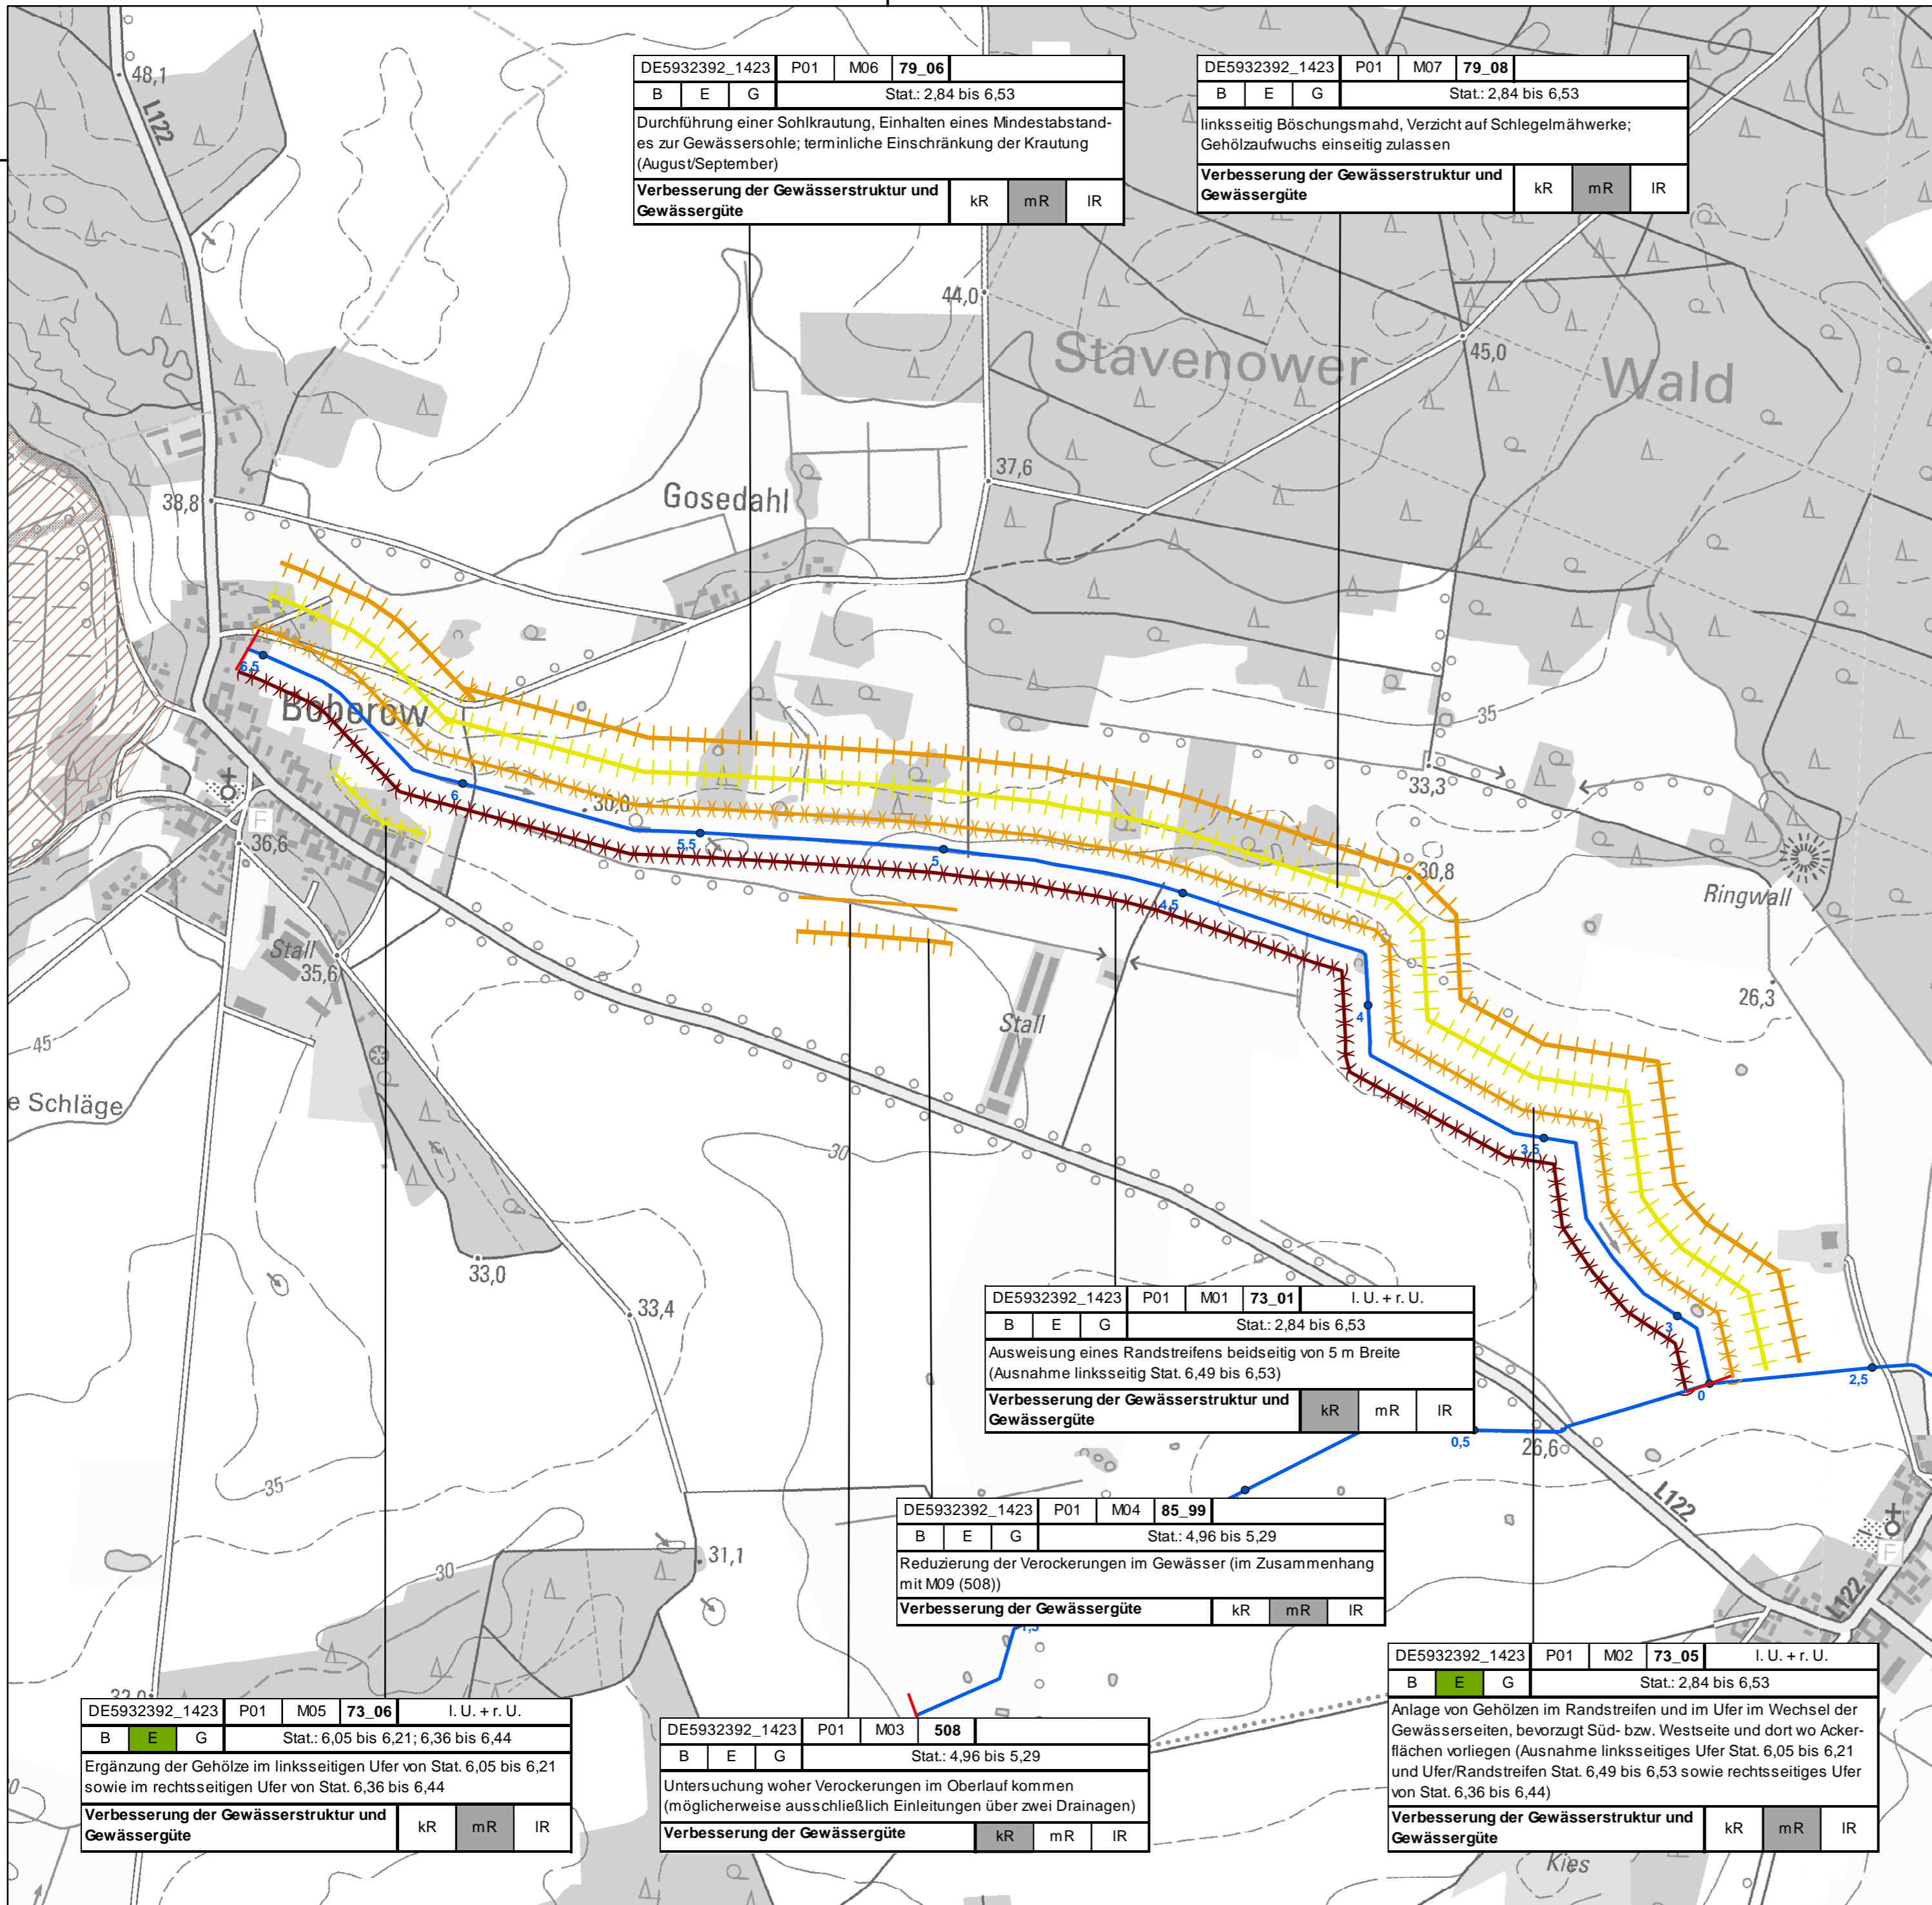 DE5932392_1423 P01 M06 79_06
B E G Stat.: 2,84 bis 6,53
Durchführung einer Sohlkrautung, Einhalten eines Mindestabstand-
es zur Gewässersohle; terminliche Einschränkung der Krautung
(August/September)
Verbesserung der Gewässerstruktur und
Gewässergüte kR mR lR
DE5932392_1423 P01 M07 79_08
B E G Stat.: 2,84 bis 6,53
linksseitig Böschungsmahd, Verzicht auf Schlegelmähwerke;
Gehölzaufwuchs einseitig zulassen
Verbesserung der Gewässerstruktur und
Gewässergüte kR mR lR
48,1
L122
44,0
Stavenower Wald
45,0
37,6
38,8
Gosedahl
6,5
Boberow
35
33,3
6
30,0
36,6
F
5,5
5
4,5
30,8
Ringwall
Stall
35,6
26,3
Stall
4
45
e Schläge
30
3,5
33,0
33,4
3
0
2,5
DE5932392_1423 P01 M01 73_01 l. U. + r. U.
B E G Stat.: 2,84 bis 6,53
Ausweisung eines Randstreifens beidseitig von 5 m Breite
(Ausnahme linksseitig Stat. 6,49 bis 6,53)
Verbesserung der Gewässerstruktur und
Gewässergüte kR mR lR
0,5
26,6
35
L122
DE5932392_1423 P01 M04 85_99
B E G Stat.: 4,96 bis 5,29
Reduzierung der Verockerungen im Gewässer (im Zusammenhang
mit M09 (508))
Verbesserung der Gewässergüte kR mR lR
31,1
30
F
L122
1,5
32,0
DE5932392_1423 P01 M02 73_05 l. U. + r. U.
B E G Stat.: 2,84 bis 6,53
Anlage von Gehölzen im Randstreifen und im Ufer im Wechsel der
Gewässerseiten, bevorzugt Süd- bzw. Westseite und dort wo Acker-
flächen vorliegen (Ausnahme linksseitiges Ufer Stat. 6,05 bis 6,21
und Ufer/Randstreifen Stat. 6,49 bis 6,53 sowie rechtsseitiges Ufer
von Stat. 6,36 bis 6,44)
Verbesserung der Gewässerstruktur und
Gewässergüte kR mR lR
DE5932392_1423 P01 M05 73_06 l. U. + r. U.
B E G Stat.: 6,05 bis 6,21; 6,36 bis 6,44
Ergänzung der Gehölze im linksseitigen Ufer von Stat. 6,05 bis 6,21
sowie im rechtsseitigen Ufer von Stat. 6,36 bis 6,44
Verbesserung der Gewässerstruktur und
Gewässergüte kR mR lR
DE5932392_1423 P01 M03 508
B E G Stat.: 4,96 bis 5,29
Untersuchung woher Verockerungen im Oberlauf kommen
(möglicherweise ausschließlich Einleitungen über zwei Drainagen)
Verbesserung der Gewässergüte kR mR lR
Kies